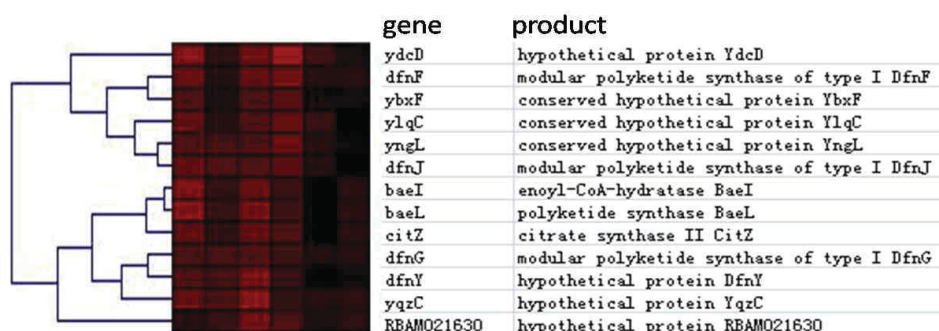 gene product
ydcD hypothetical protein YdcD
dfnF modular polyketide synthase of type I DfnF
ybxF conserved hypothetical protein YbxF
ylqC conserved hypothetical protein YlqC
yngL conserved hypothetical protein YngL
dfnJ modular polyketide synthase of type I DfnJ
baeI enoyl-CoA-hydratase BaeI
baeL polyketide synthase BaeL
citZ citrate synthase II CitZ
dfnG modular polyketide synthase of type I DfnG
dfnY hypothetical protein DfnY
yqzC hypothetical protein YqzC
RBAM021630 hypothetical protein RBAM021630